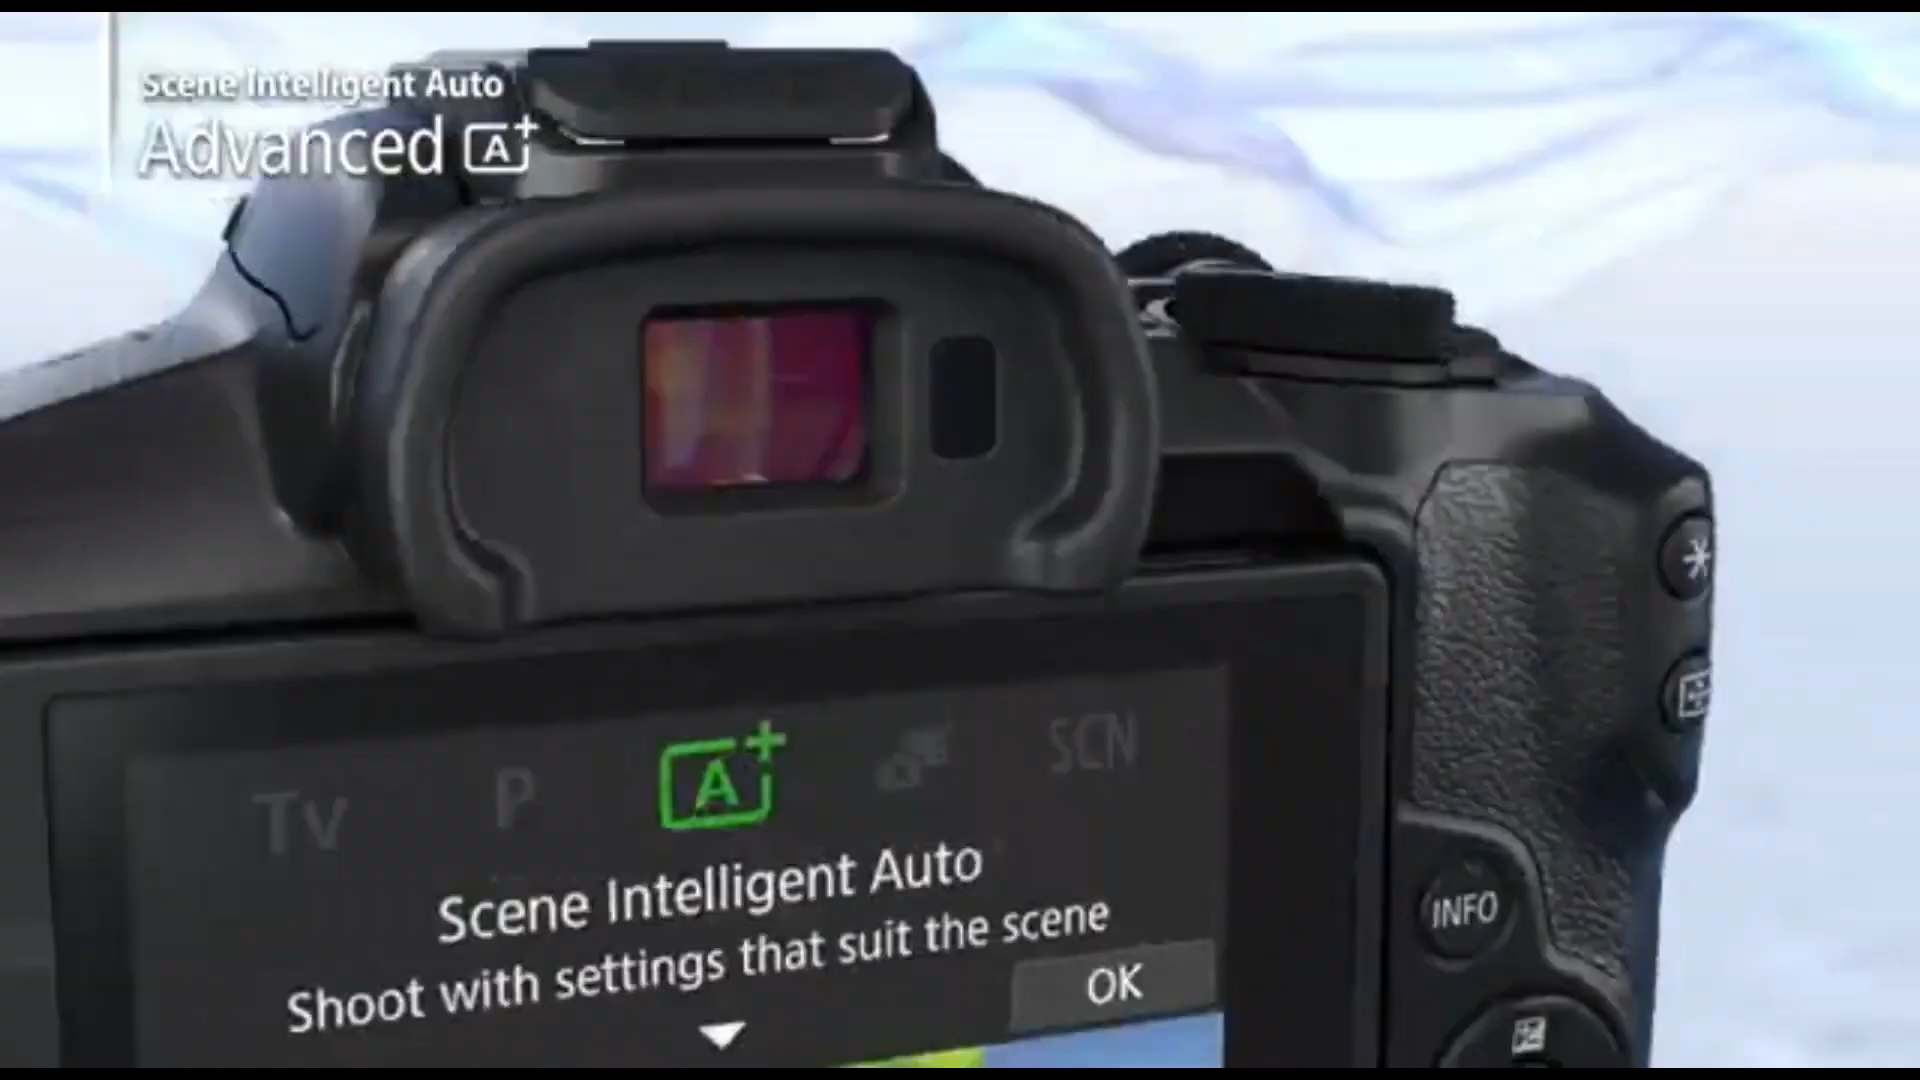 Scene Intelligent Auto
Advanced A+
Tv P A+ SCN
Scene Intelligent Auto
Shoot with settings that suit the scene
OK
INFO